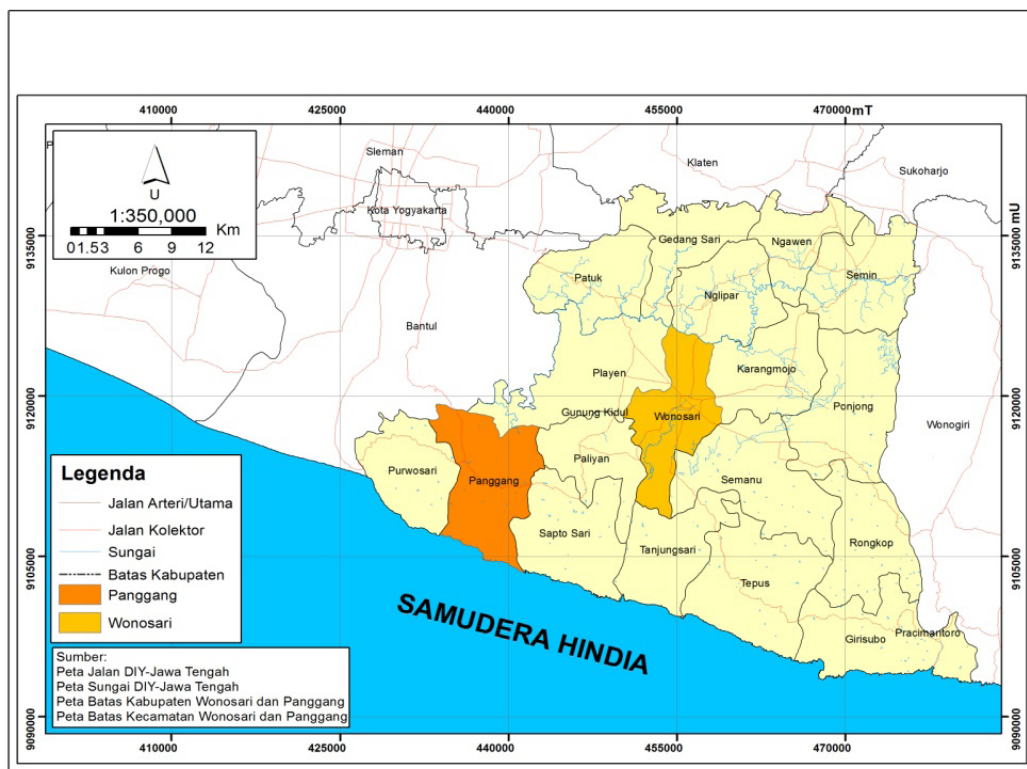 410000 425000 440000 455000 470000 mT
U
1:350,000
Km
0 1.53 6 9 12
Sleman
Klaten
Sukoharjo
Kota Yogyakarta
Kulon Progo
Bantul
Gedang Sari
Ngawen
Semin
Patuk
Nglipar
Playen
Karangmojo
Gunung Kidul
Wonosari
Ponjong
Wonogiri
Purwosari
Panggang
Paliyan
Semanu
Sapto Sari
Tanjungsari
Rongkop
Tepus
Girisubo
Pracimantoro
SAMUDERA HINDIA
9135000
9120000
9105000
9090000
mU
9135000
9120000
9105000
9090000
Legenda
Jalan Arteri/Utama
Jalan Kolektor
Sungai
Batas Kabupaten
Panggang
Wonosari
Sumber:
Peta Jalan DIY-Jawa Tengah
Peta Sungai DIY-Jawa Tengah
Peta Batas Kabupaten Wonosari dan Panggang
Peta Batas Kecamatan Wonosari dan Panggang
410000 425000 440000 455000 470000